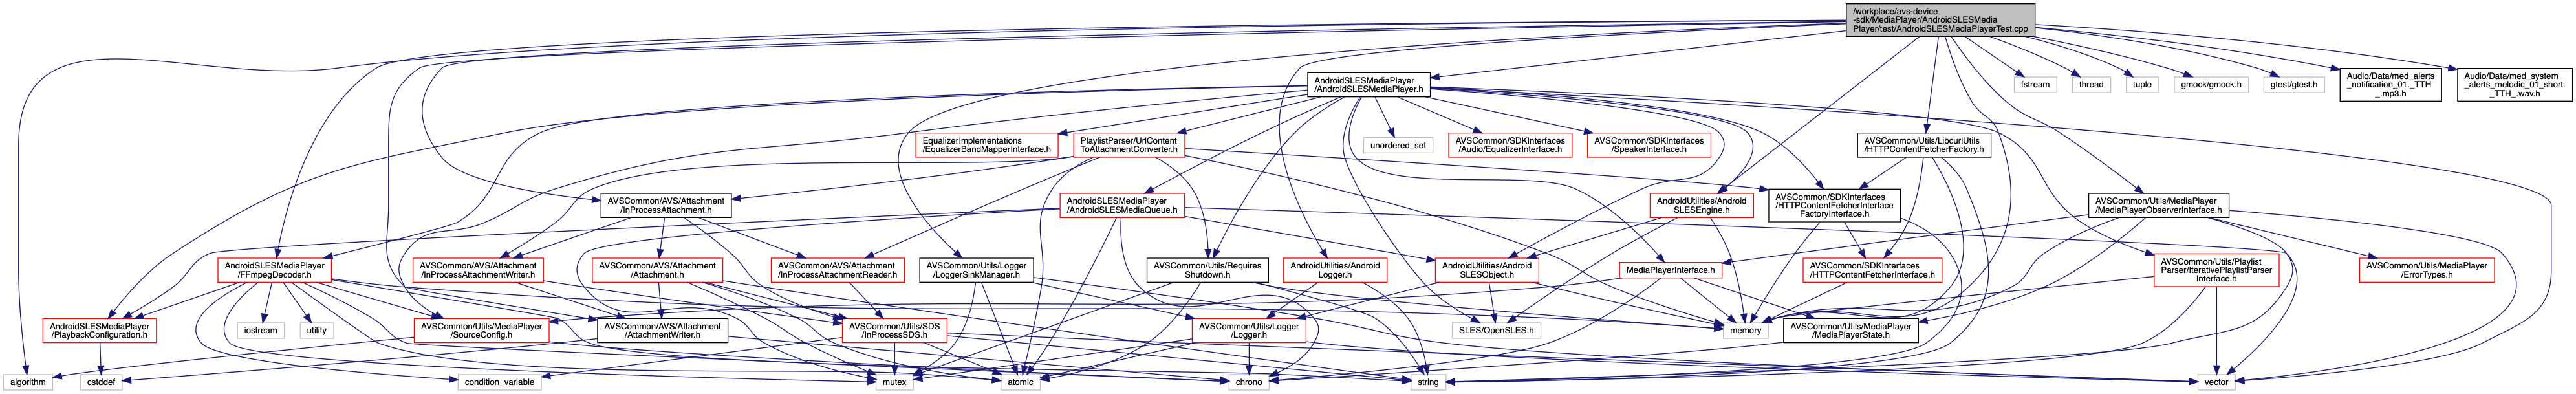 /workplace/avs-device
-sdk/MediaPlayer/AndroidSLESMedia
Player/test/AndroidSLESMediaPlayerTest.cpp
AndroidSLESMediaPlayer
/AndroidSLESMediaPlayer.h
fstream
thread
tuple
gmock/gmock.h
gtest/gtest.h
Audio/Data/med_alerts
_notification_01._TTH
_.mp3.h
Audio/Data/med_system
_alerts_melodic_01_short.
_TTH_.wav.h
EqualizerImplementations
/EqualizerBandMapperInterface.h
PlaylistParser/UrlContent
ToAttachmentConverter.h
unordered_set
AVSCommon/SDKInterfaces
/Audio/EqualizerInterface.h
AVSCommon/SDKInterfaces
/SpeakerInterface.h
AVSCommon/Utils/LibcurlUtils
/HTTPContentFetcherFactory.h
AVSCommon/AVS/Attachment
/InProcessAttachment.h
AndroidSLESMediaPlayer
/AndroidSLESMediaQueue.h
AndroidUtilities/Android
SLESEngine.h
AVSCommon/SDKInterfaces
/HTTPContentFetcherInterface
FactoryInterface.h
AVSCommon/Utils/MediaPlayer
/MediaPlayerObserverInterface.h
AndroidSLESMediaPlayer
/FFmpegDecoder.h
AVSCommon/AVS/Attachment
/InProcessAttachmentWriter.h
AVSCommon/AVS/Attachment
/Attachment.h
AVSCommon/AVS/Attachment
/InProcessAttachmentReader.h
AVSCommon/Utils/Logger
/LoggerSinkManager.h
AVSCommon/Utils/Requires
Shutdown.h
AndroidUtilities/Android
Logger.h
AndroidUtilities/Android
SLESObject.h
MediaPlayerInterface.h
AVSCommon/SDKInterfaces
/HTTPContentFetcherInterface.h
AVSCommon/Utils/Playlist
Parser/IterativePlaylistParser
Interface.h
AVSCommon/Utils/MediaPlayer
/ErrorTypes.h
AndroidSLESMediaPlayer
/PlaybackConfiguration.h
iostream
utility
AVSCommon/Utils/MediaPlayer
/SourceConfig.h
AVSCommon/AVS/Attachment
/AttachmentWriter.h
AVSCommon/Utils/SDS
/InProcessSDS.h
AVSCommon/Utils/Logger
/Logger.h
SLES/OpenSLES.h
memory
AVSCommon/Utils/MediaPlayer
/MediaPlayerState.h
algorithm
cstddef
condition_variable
mutex
atomic
chrono
string
vector